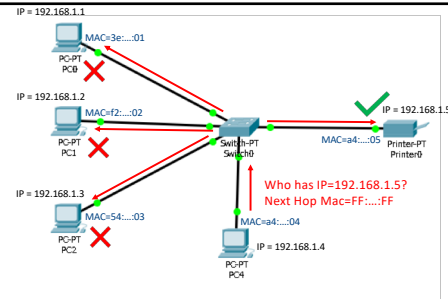 IP = 192.168.1.1
MAC=3e:...:01
PC-PT
PC0
IP = 192.168.1.2
MAC=f2:...:02
PC-PT
PC1
IP = 192.168.1.3
MAC=54:...:03
PC-PT
PC2
Switch-PT
Switch0
IP = 192.168.1.5
MAC=a4:...:05
Printer-PT
Printer0
Who has IP=192.168.1.5?
Next Hop Mac=FF:...:FF
MAC=a4:...:04
IP = 192.168.1.4
PC-PT
PC4